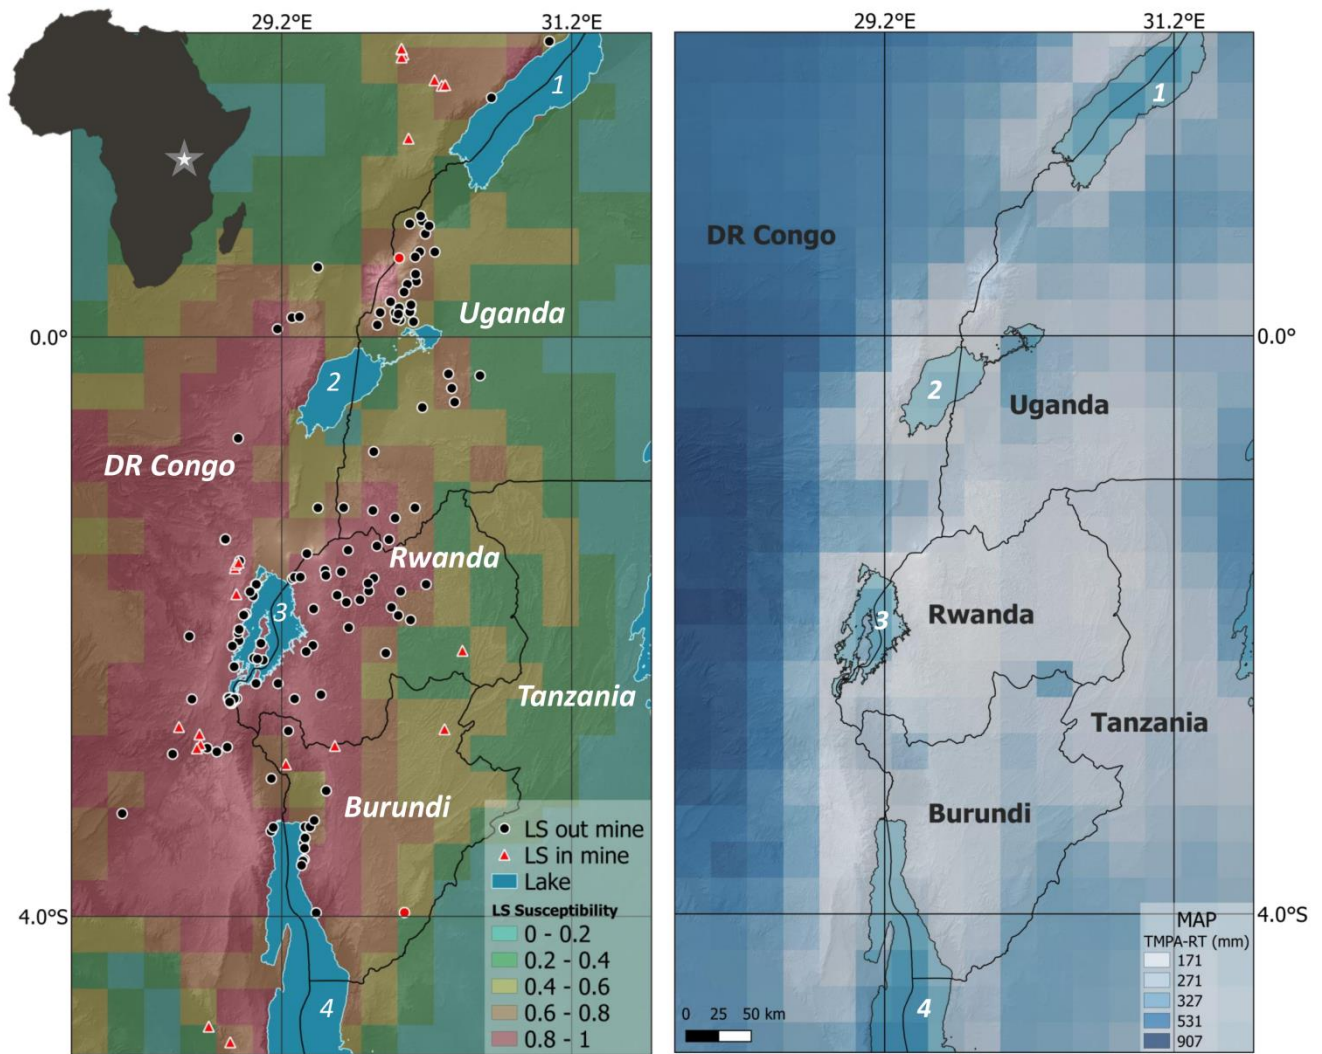 29.2°E
31.2°E
29.2°E
31.2°E
1
1
DR Congo
Uganda
0.0°
0.0°
2
2
Uganda
DR Congo
Rwanda
3
Rwanda
3
Tanzania
Tanzania
Burundi
Burundi
LS out mine
LS in mine
Lake
LS Susceptibility
0 - 0.2
0.2 - 0.4
0.4 - 0.6
0.6 - 0.8
0.8 - 1
4.0°S
4.0°S
MAP
TMPA-RT (mm)
171
271
327
531
907
4
4
0 25 50 km